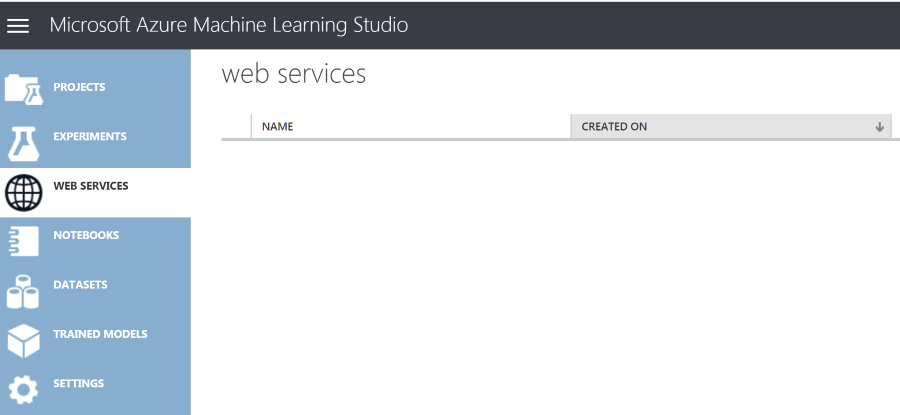 Microsoft Azure Machine Learning Studio
web services
PROJECTS
EXPERIMENTS
WEB SERVICES
NOTEBOOKS
DATASETS
TRAINED MODELS
SETTINGS
NAME CREATED ON